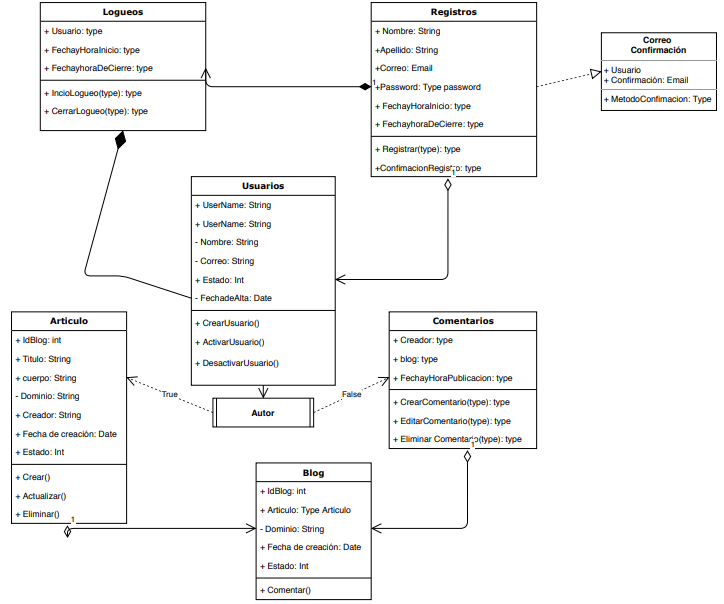 Logueos
+ Usuario: type
+ FechayHoraInicio: type
+ FechayhoraDeCierre: type
+ IncioLogueo(type): type
+ CerrarLogueo(type): type
Registros
+ Nombre: String
+Apellido: String
+Correo: Email
1
+Password: Type password
+ FechayHoraInicio: type
+ FechayhoraDeCierre: type
+ Registrar(type): type
+ConfimacionRegistro: type
1
Correo
Confirmación
+ Usuario
+ Confirmación: Email
+ MetodoConfimacion: Type
Usuarios
+ UserName: String
+ UserName: String
- Nombre: String
- Correo: String
+ Estado: Int
- FechadeAlta: Date
+ CrearUsuario()
+ ActivarUsuario()
+ DesactivarUsuario()
Articulo
+ IdBlog: int
+ Titulo: String
+ cuerpo: String
- Dominio: String
+ Creador: String
+ Fecha de creación: Date
+ Estado: Int
+ Crear()
+ Actualizar()
+ Eliminar()
1
True
Autor
False
Comentarios
+ Creador: type
+ blog: type
+ FechayHoraPublicacion: type
+ CrearComentario(type): type
+ EditarComentario(type): type
+ Eliminar Comentario(type): type
1
Blog
+ IdBlog: int
+ Articulo: Type Articulo
- Dominio: String
+ Fecha de creación: Date
+ Estado: Int
+ Comentar()